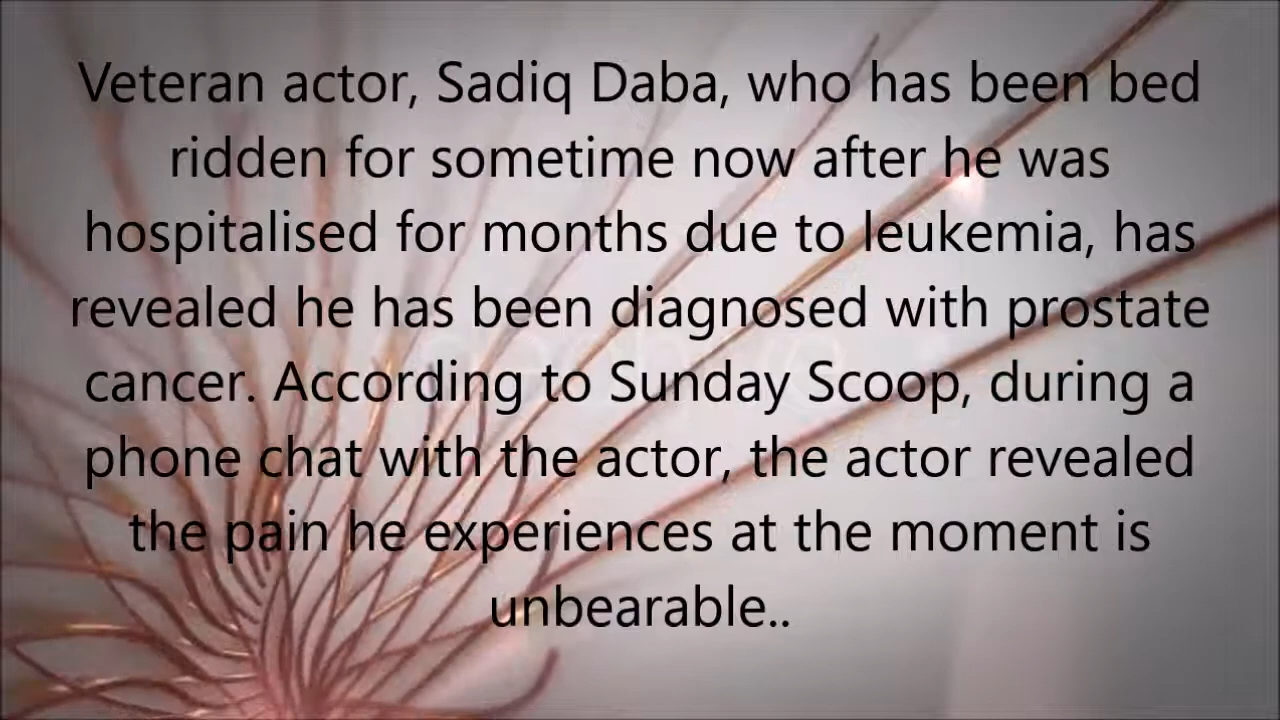 Veteran actor, Sadiq Daba, who has been bed
ridden for sometime now after he was
hospitalised for months due to leukemia, has
revealed he has been diagnosed with prostate
cancer. According to Sunday Scoop, during a
phone chat with the actor, the actor revealed
the pain he experiences at the moment is
unbearable..